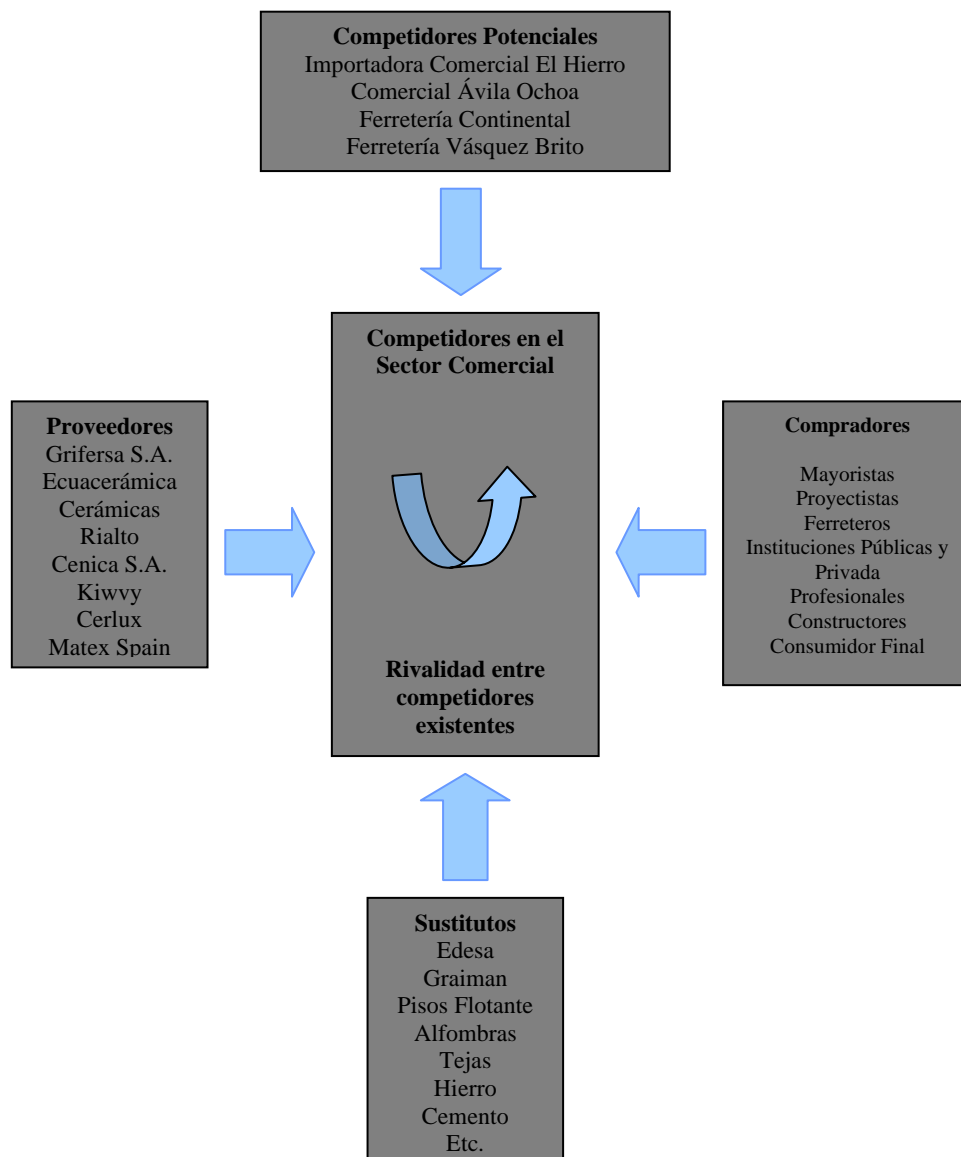 Competidores Potenciales
Importadora Comercial El Hierro
Comercial Ávila Ochoa
Ferretería Continental
Ferretería Vásquez Brito
Competidores en el
Sector Comercial
Rivalidad entre
competidores
existentes
Proveedores
Grifersa S.A.
Ecuacerámica
Cerámicas
Rialto
Cenica S.A.
Kiwvy
Cerlux
Matex Spain
Compradores
Mayoristas
Proyectistas
Ferreteros
Instituciones Públicas y
Privada
Profesionales
Constructores
Consumidor Final
Sustitutos
Edesa
Graiman
Pisos Flotante
Alfombras
Tejas
Hierro
Cemento
Etc.